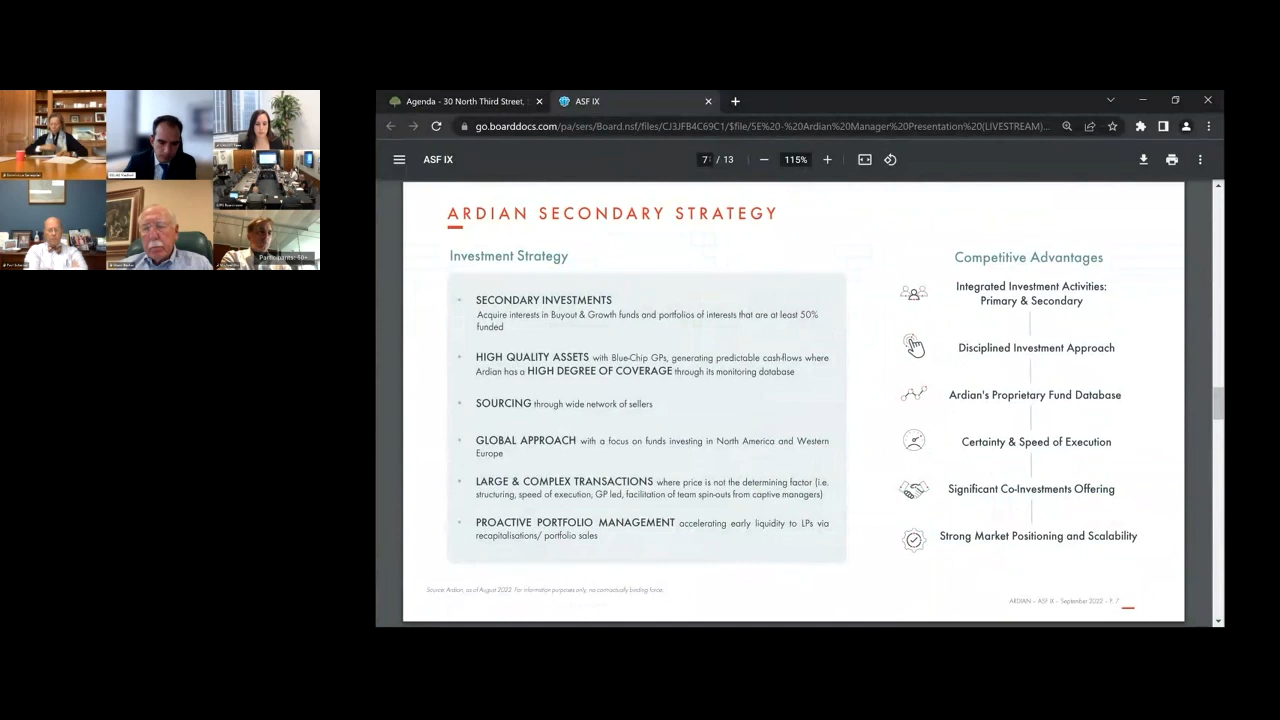 Agenda - 30 North Third Street,
ASF IX
go.boarddocs.com/pa/sers/Board.nsf/files/CJ3JFB4C69C1/$file/5E%20-%20Ardian%20Manager%20Presentation%20(LIVESTREAM)...
ASF IX
7 / 13
115%
ARDIAN SECONDARY STRATEGY
Investment Strategy
SECONDARY INVESTMENTS
Acquire interests in Buyout & Growth funds and portfolios of interests that are at least 50%
funded
HIGH QUALITY ASSETS with Blue-Chip GPs, generating predictable cash-flows where
Ardian has a HIGH DEGREE OF COVERAGE through its monitoring database
SOURCING through wide network of sellers
GLOBAL APPROACH with a focus on funds investing in North America and Western
Europe
LARGE & COMPLEX TRANSACTIONS where price is not the determining factor (i.e.
structuring, speed of execution, GP led, facilitation of team spin-outs from captive managers)
PROACTIVE PORTFOLIO MANAGEMENT accelerating early liquidity to LPs via
recapitalisations/ portfolio sales
Competitive Advantages
Integrated Investment Activities:
Primary & Secondary
Disciplined Investment Approach
Ardian's Proprietary Fund Database
Certainty & Speed of Execution
Significant Co-Investments Offering
Strong Market Positioning and Scalability
Source: Ardian, as of August 2022. For information purposes only, no contractually binding force.
ARDIAN – ASF IX – September 2022 – P. 7